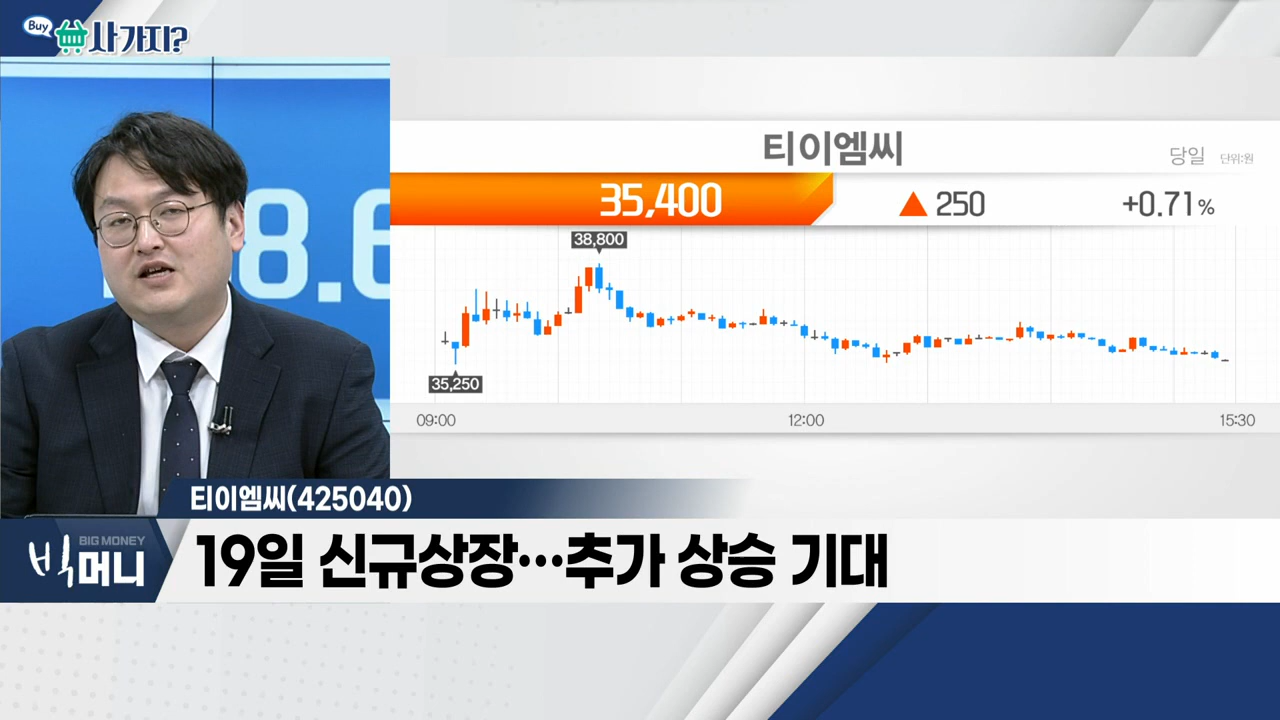 Buy
사가지?
8.6
티이엠씨
당일 단위:원
35,400 ▲ 250 +0.71%
38,800
35,250
09:00 12:00 15:30
티이엠씨(425040)
BIG MONEY
빅머니
19일 신규상장…추가 상승 기대